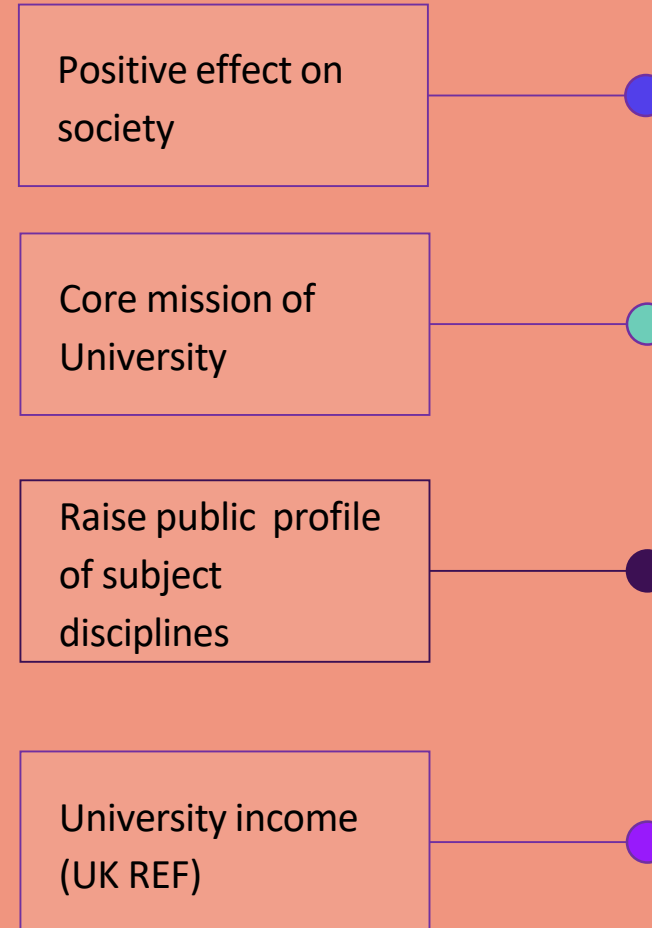 Positive effect on
society
Core mission of
University
Raise public profile
of subject
disciplines
University income
(UK REF)